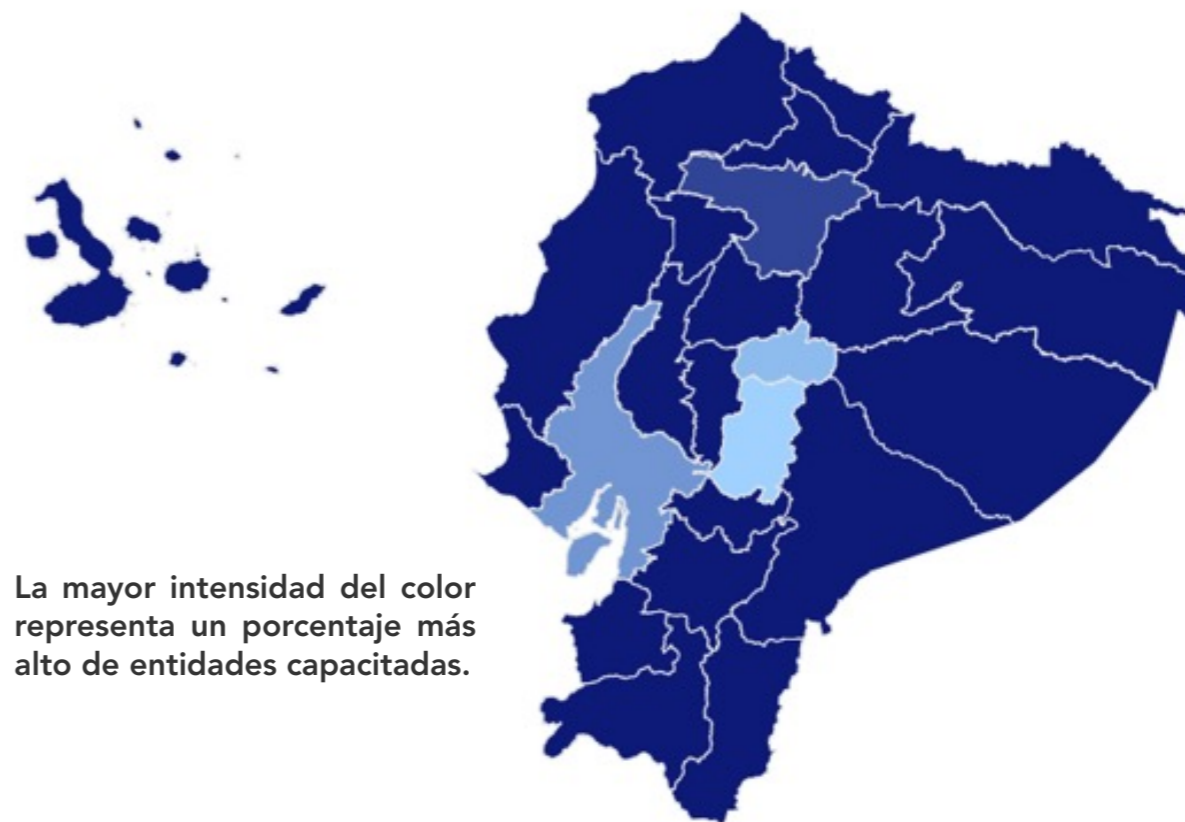 La mayor intensidad del color
representa un porcentaje más
alto de entidades capacitadas.